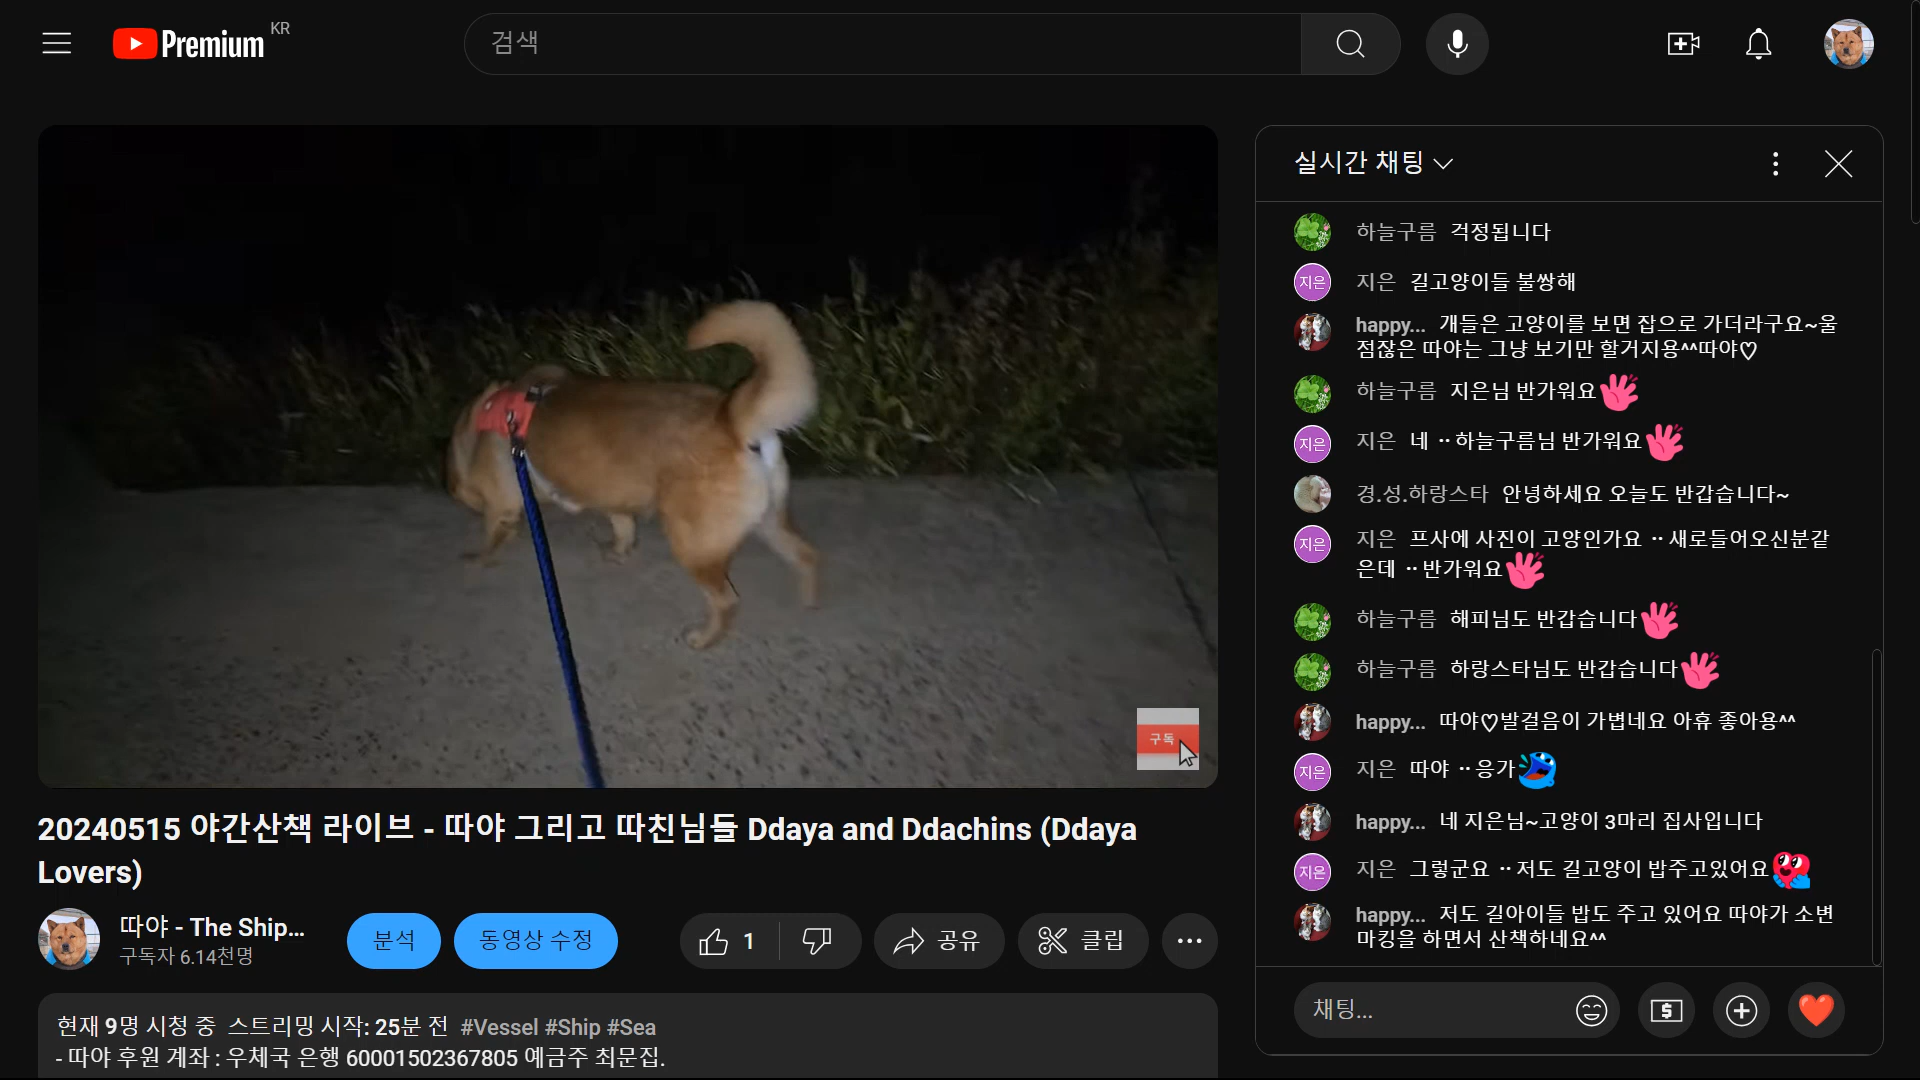 Premium KR
검색
실시간 채팅
하늘구름 걱정됩니다
지은 지은 길고양이들 불쌍해
happy... 개들은 고양이를 보면 잡으로 가더라구요~울
점잖은 따야는 그냥 보기만 할거지용^^따야♡
하늘구름 지은님 반가워요
지은 지은 네 ··하늘구름님 반가워요
경.성.하랑스타 안녕하세요 오늘도 반갑습니다~
지은 지은 프사에 사진이 고양인가요 ··새로들어오신분같
은데 ··반가워요
하늘구름 해피님도 반갑습니다
하늘구름 하랑스타님도 반갑습니다
happy... 따야♡발걸음이 가볍네요 아휴 좋아용^^
지은 지은 따야 ··응가
happy... 네 지은님~고양이 3마리 집사입니다
지은 지은 그렇군요 ··저도 길고양이 밥주고있어요
happy... 저도 길아이들 밥도 주고 있어요 따야가 소변
마킹을 하면서 산책하네요^^
채팅...
구독
20240515 야간산책 라이브 - 따야 그리고 따친님들 Ddaya and Ddachins (Ddaya
Lovers)
따야 - The Ship...
구독자 6.14천명
분석 동영상 수정 1 공유 클립
현재 9명 시청 중 스트리밍 시작: 25분 전 #Vessel #Ship #Sea
- 따야 후원 계좌 : 우체국 은행 60001502367805 예금주 최문집.